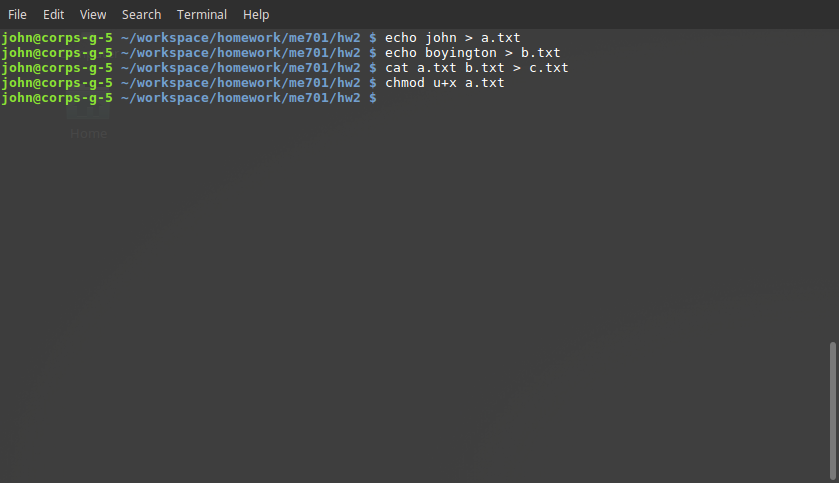 File Edit View Search Terminal Help
john@corps-g-5 ~/workspace/homework/me701/hw2 $ echo john > a.txt
john@corps-g-5 ~/workspace/homework/me701/hw2 $ echo boyington > b.txt
john@corps-g-5 ~/workspace/homework/me701/hw2 $ cat a.txt b.txt > c.txt
john@corps-g-5 ~/workspace/homework/me701/hw2 $ chmod u+x a.txt
john@corps-g-5 ~/workspace/homework/me701/hw2 $
Home